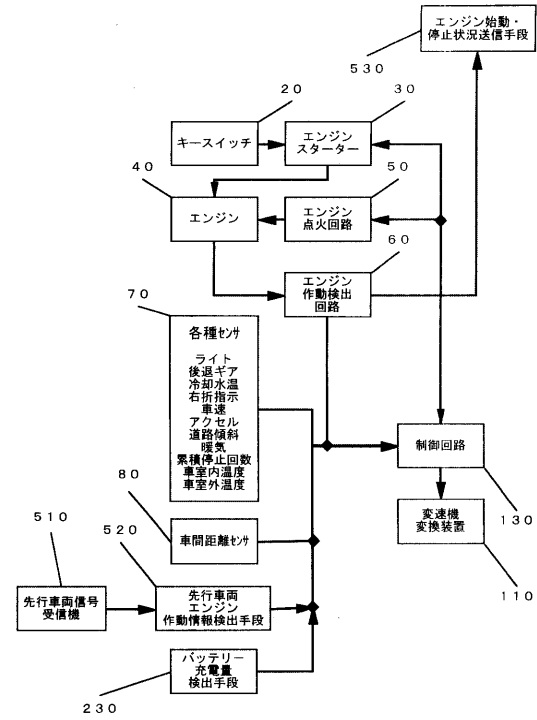 エンジン始動・
停止状況送信手段
530
20
30
キースイッチ
エンジン
スターター
40
50
エンジン
エンジン
点火回路
60
エンジン
作動検出
回路
70
各種センサ
ライト
後退ギア
冷却水温
右折指示
車速
アクセル
道路傾斜
暖気
累積停止回数
車室内温度
車室外温度
制御回路
130
80
車間距離センサ
変速機
変換装置
110
510
520
先行車両信号
受信機
先行車両
エンジン
作動情報検出手段
バッテリー
充電量
検出手段
230